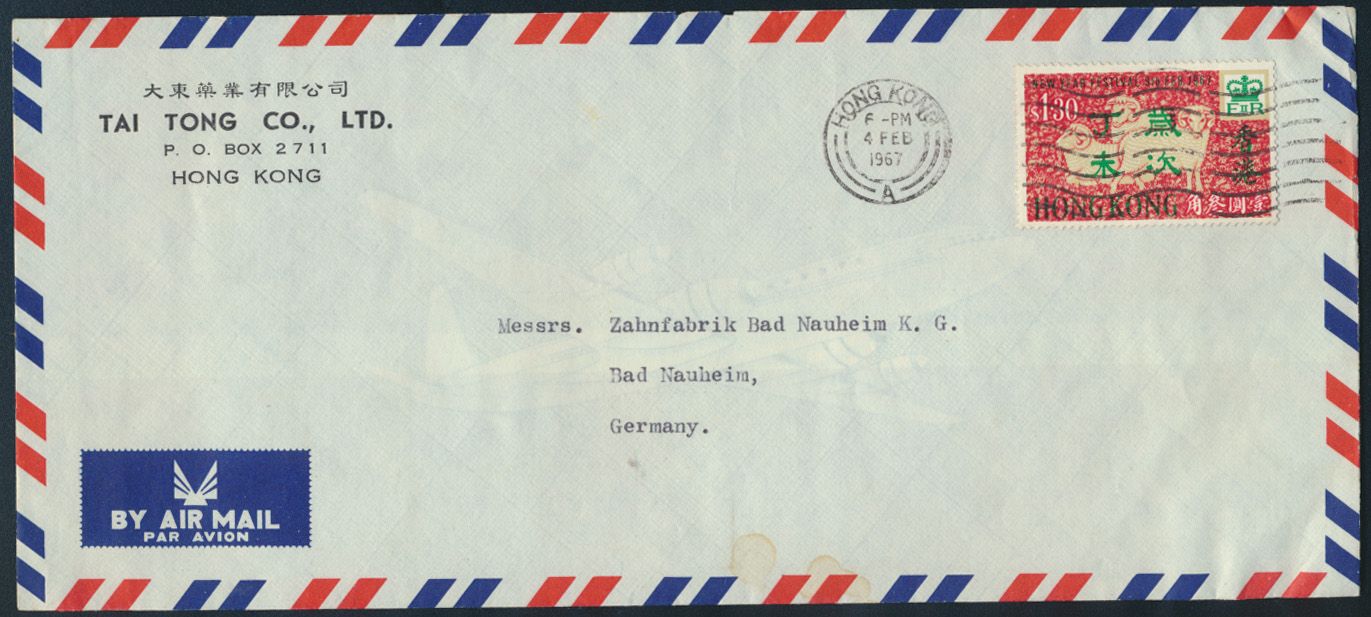 大東藥業有限公司
TAI TONG CO., LTD.
P. O. BOX 2711
HONG KONG
HONG KONG
6 -PM
4 FEB
1967
A
NEW YEAR FESTIVAL 9TH FEB 1967
$1.30
EIIR
丁歲
未次
香港
HONG KONG 角叁圓壹
Messrs. Zahnfabrik Bad Nauheim K. G.
Bad Nauheim,
Germany.
BY AIR MAIL
PAR AVION